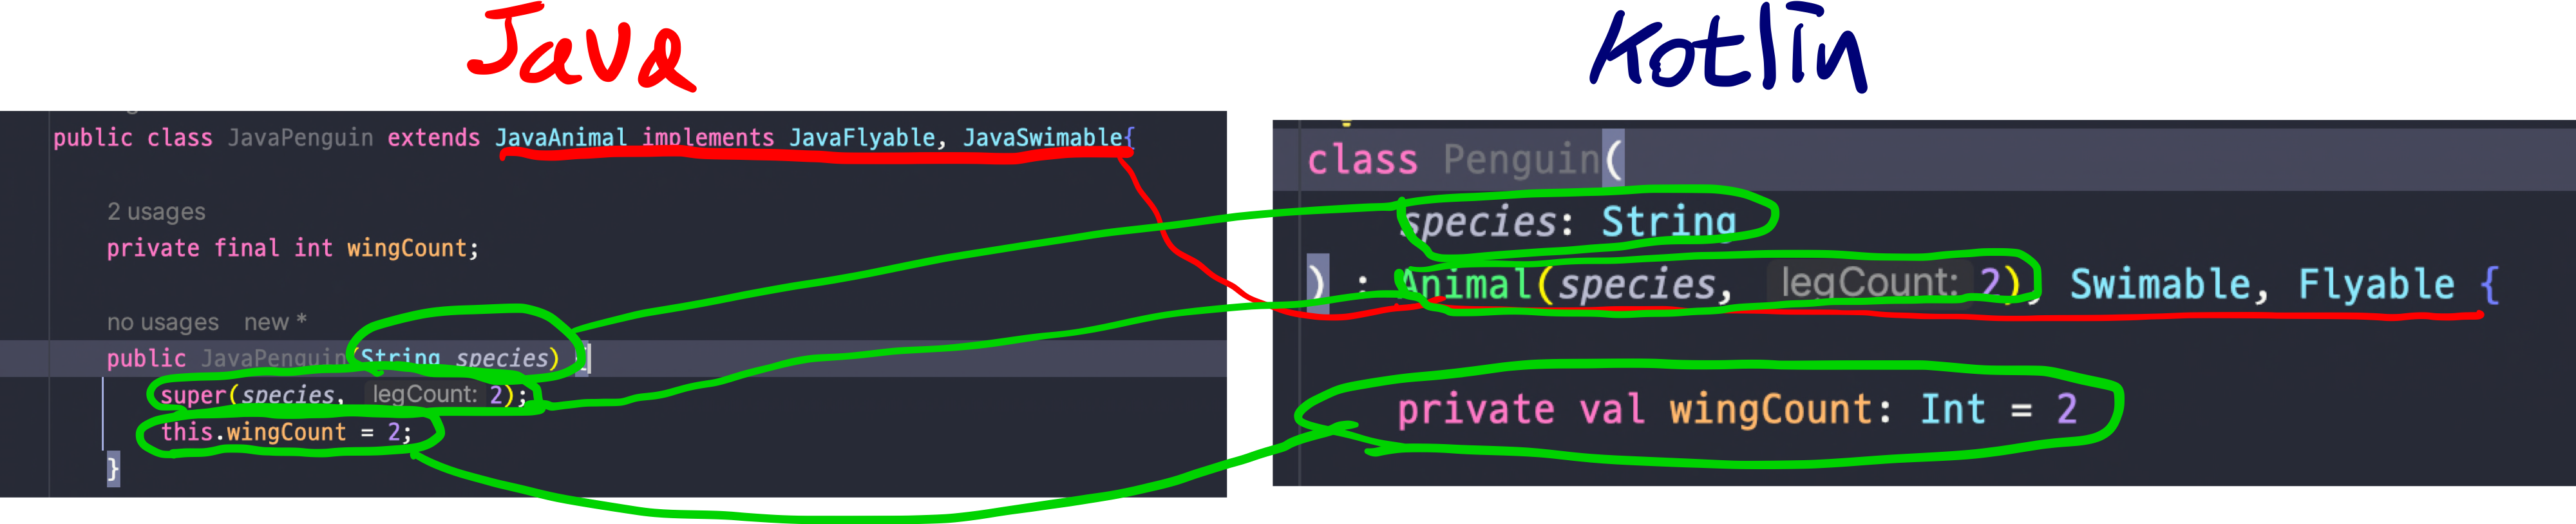 Java
public class JavaPenguin extends JavaAnimal implements JavaFlyable, JavaSwimable{
2 usages
private final int wingCount;
no usages new *
public JavaPenguin(String species) {
super(species, legCount: 2);
this.wingCount = 2;
}
Kotlin
class Penguin(
species: String
) : Animal(species, legCount: 2), Swimable, Flyable {
private val wingCount: Int = 2